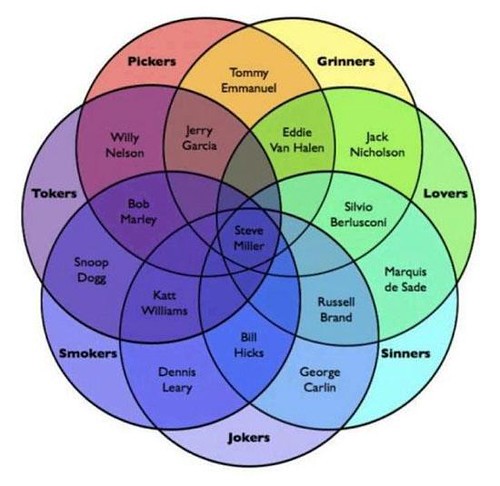 Pickers
Grinners
Tommy
Emmanuel
Willy
Nelson
Jerry
Garcia
Eddie
Van Halen
Jack
Nicholson
Tokers
Lovers
Bob
Marley
Silvio
Berlusconi
Steve
Miller
Snoop
Dogg
Marquis
de Sade
Katt
Williams
Russell
Brand
Smokers
Bill
Hicks
Sinners
Dennis
Leary
George
Carlin
Jokers